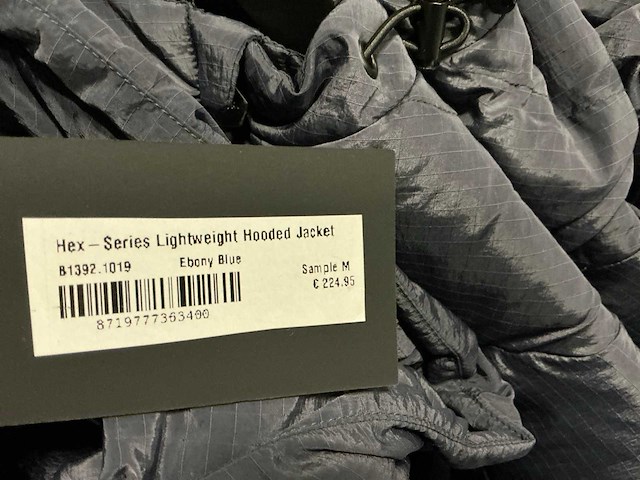 Hex-Series Lightweight Hooded Jacket
B1392.1019 Ebony Blue
Sample M
€ 224.95
8719777363400